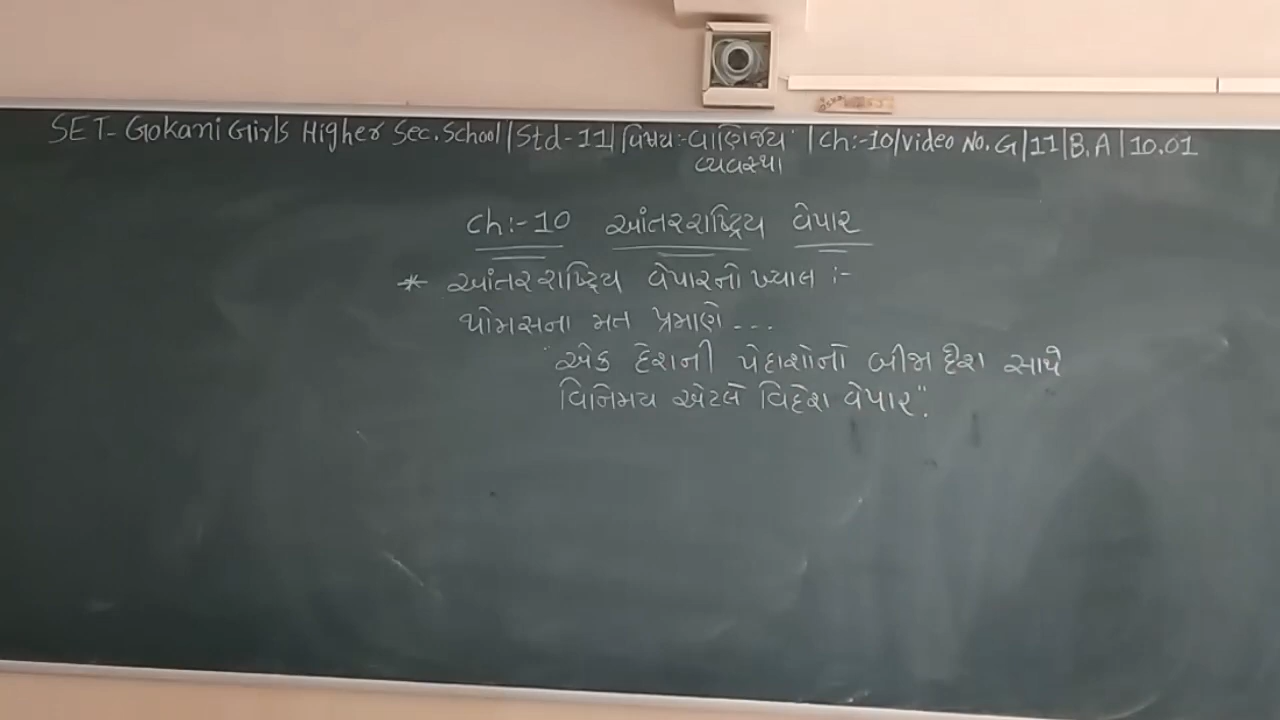 SET- Gokani Girls Higher Sec. School | Std-11 | વિષય:-વાણિજ્ય | Ch:-10 | Video No. G | 11 | B.A | 10.01
વ્યવસ્થા
Ch:-10 આંતરરાષ્ટ્રિય વેપાર
* આંતરરાષ્ટ્રિય વેપારનો ખ્યાલ :-
થોમસના મત પ્રમાણે ...
"એક દેશની પેદાશોનો બીજા દેશ સાથે
વિનિમય એટલે વિદેશ વેપાર".